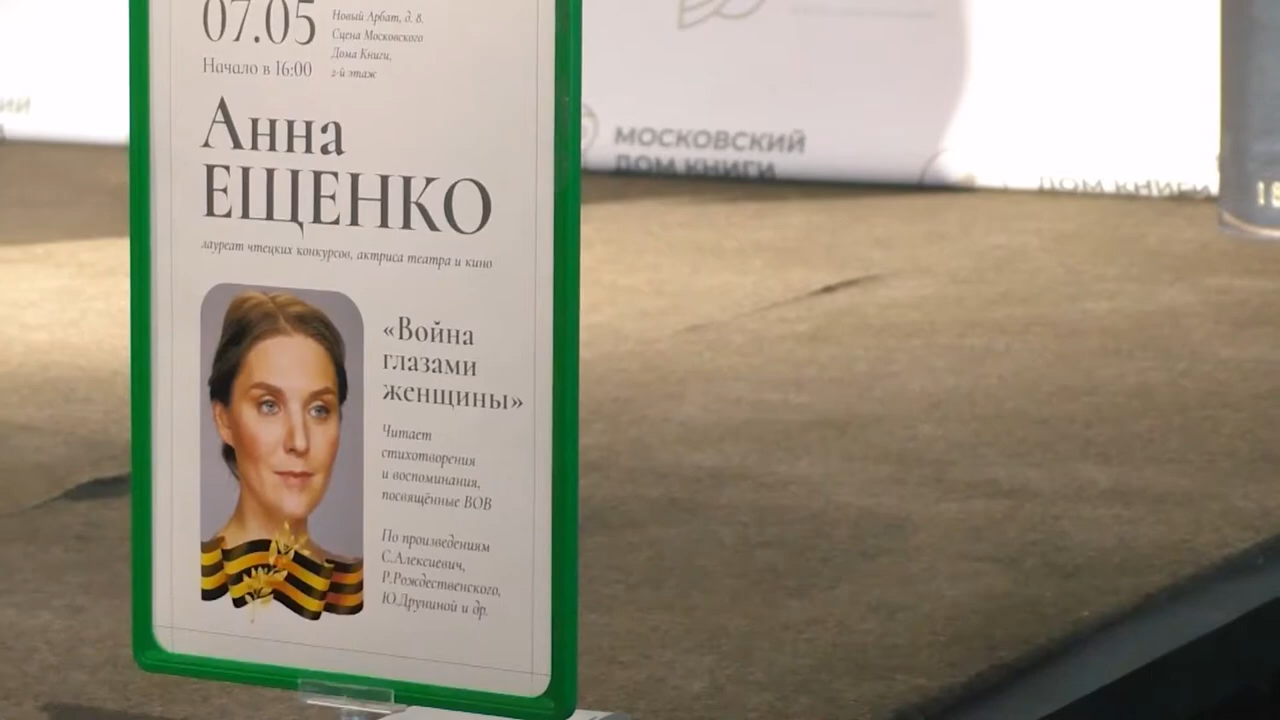 07.05
Новый Арбат, д. 8.
Сцена Московского
Дома Книги,
2-й этаж
Начало в 16:00
Анна
ЕЩЕНКО
лауреат чтецких конкурсов, актриса театра и кино
«Война
глазами
женщины»
Читает
стихотворения
и воспоминания,
посвящённые ВОВ
По произведениям
С.Алексиевич,
Р.Рождественского,
Ю.Друниной и др.
МОСКОВСКИЙ
ДОМ КНИГИ
ДОМ КНИГИ